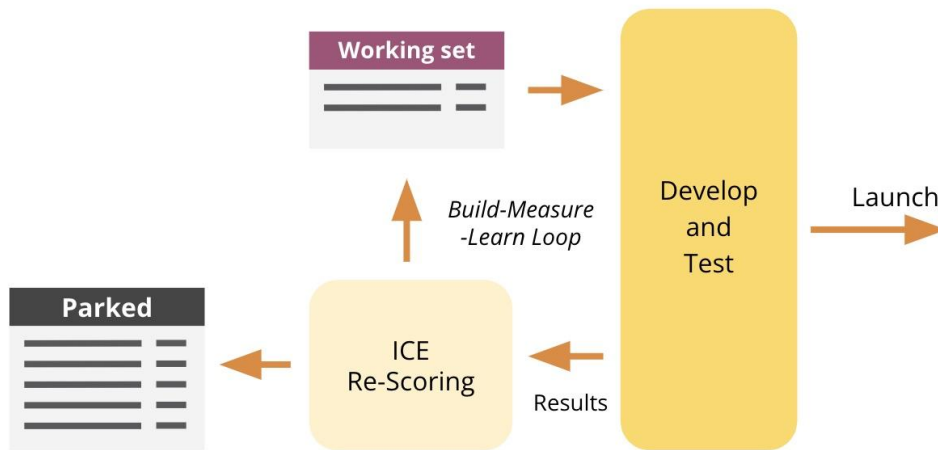 Working set
Develop
and
Test
Launch
Build-Measure
-Learn Loop
Parked
ICE
Re-Scoring
Results